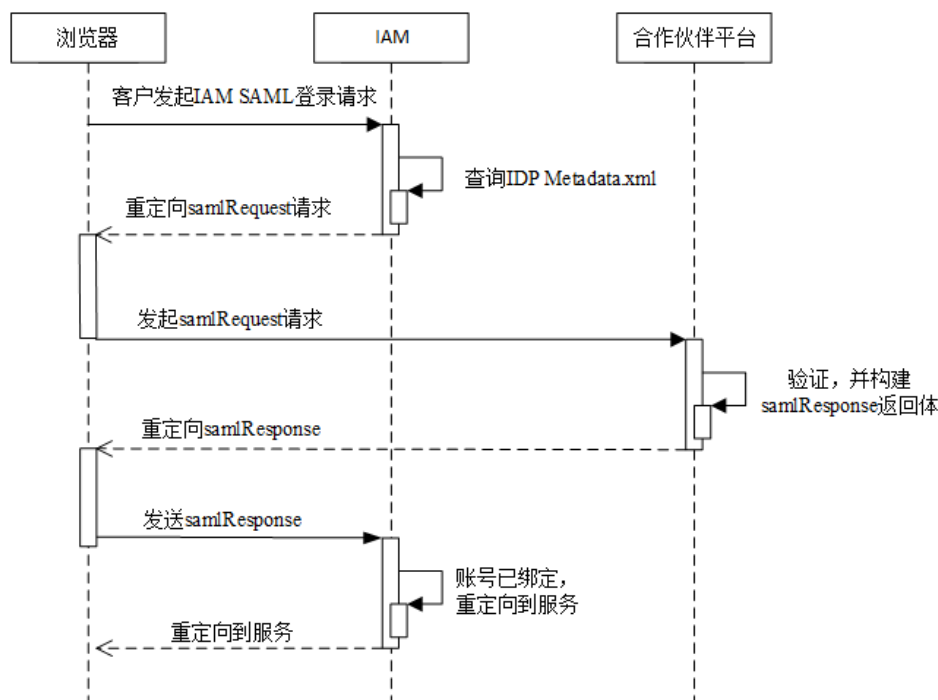 浏览器
IAM
合作伙伴平台
客户发起IAM SAML登录请求
查询IDP Metadata.xml
重定向samlRequest请求
发起samlRequest请求
验证，并构建
samlResponse返回体
重定向samlResponse
发送samlResponse
账号已绑定，
重定向到服务
重定向到服务